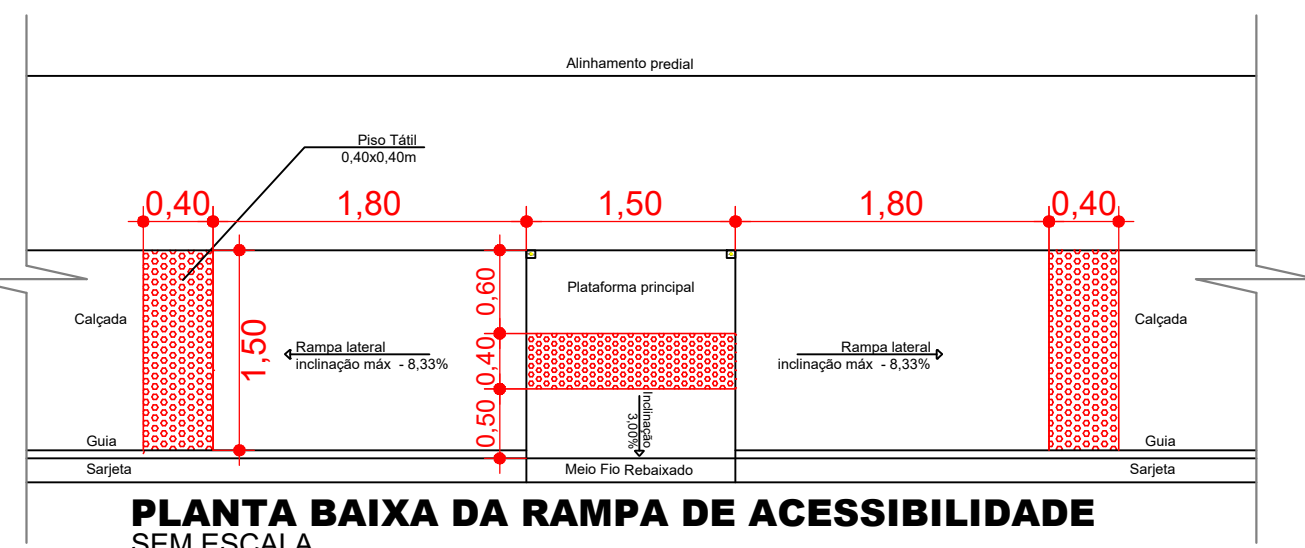 Alinhamento predial
Piso Tátil
0,40x0,40m
0,40
1,80
1,50
1,80
0,40
Calçada
1,50
Rampa lateral
inclinação máx - 8,33%
0,60
0,40
0,50
Plataforma principal
Inclinação
3,00%
Rampa lateral
inclinação máx - 8,33%
Calçada
Guia
Guia
Sarjeta
Meio Fio Rebaixado
Sarjeta
PLANTA BAIXA DA RAMPA DE ACESSIBILIDADE
SEM ESCALA